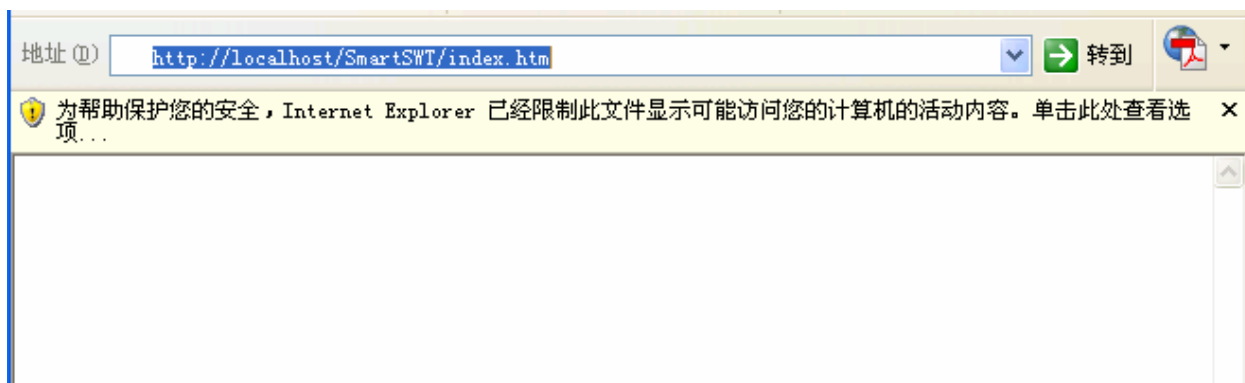 地址(D) http://localhost/SmartSWT/index.htm 转到
为帮助保护您的安全，Internet Explorer 已经限制此文件显示可能访问您的计算机的活动内容。单击此处查看选
项...